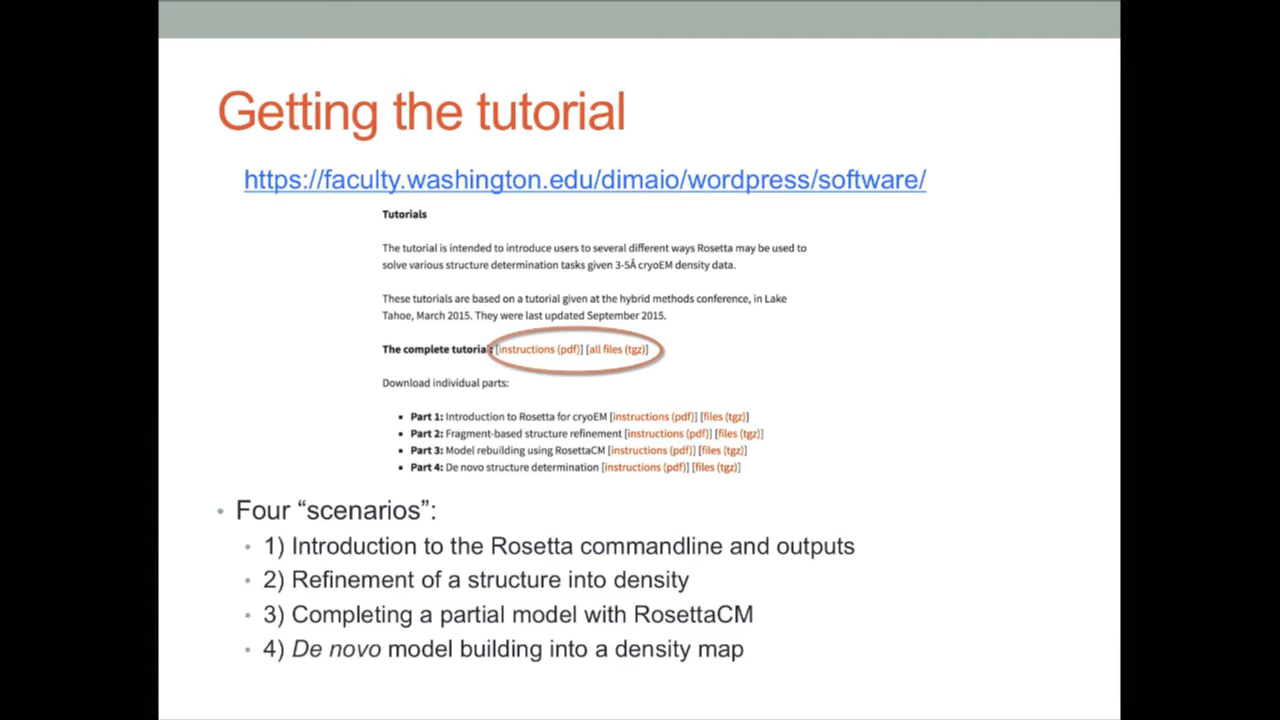 Getting the tutorial
https://faculty.washington.edu/dimaio/wordpress/software/
Tutorials
The tutorial is intended to introduce users to several different ways Rosetta may be used to
solve various structure determination tasks given 3-5Å cryoEM density data.
These tutorials are based on a tutorial given at the hybrid methods conference, in Lake
Tahoe, March 2015. They were last updated September 2015.
The complete tutorial: [instructions (pdf)] [all files (tgz)]
Download individual parts:
▪ Part 1: Introduction to Rosetta for cryoEM [instructions (pdf)] [files (tgz)]
▪ Part 2: Fragment-based structure refinement [instructions (pdf)] [files (tgz)]
▪ Part 3: Model rebuilding using RosettaCM [instructions (pdf)] [files (tgz)]
▪ Part 4: De novo structure determination [instructions (pdf)] [files (tgz)]
• Four “scenarios”:
• 1) Introduction to the Rosetta commandline and outputs
• 2) Refinement of a structure into density
• 3) Completing a partial model with RosettaCM
• 4) De novo model building into a density map